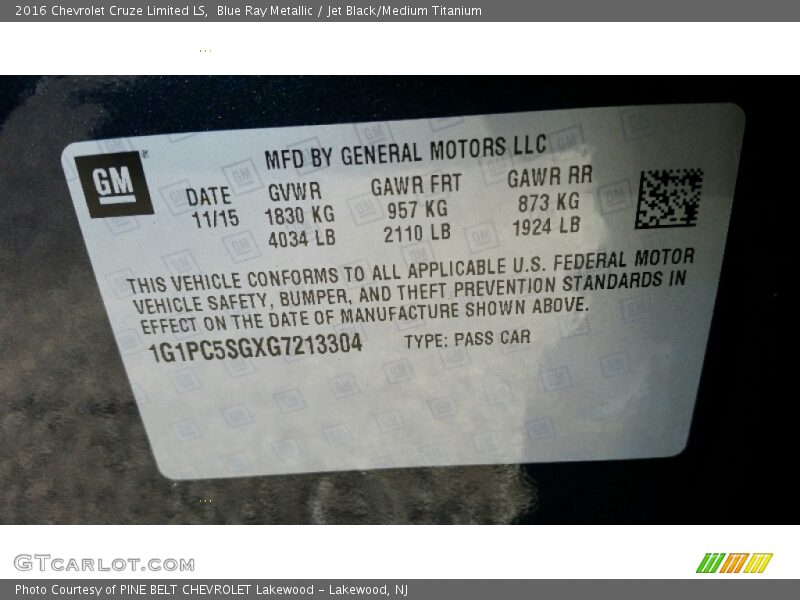 2016 Chevrolet Cruze Limited LS,  Blue Ray Metallic / Jet Black/Medium Titanium
GM
MFD BY GENERAL MOTORS LLC
DATE GVWR GAWR FRT GAWR RR
11/15 1830 KG 957 KG 873 KG
4034 LB 2110 LB 1924 LB
THIS VEHICLE CONFORMS TO ALL APPLICABLE U.S. FEDERAL MOTOR
VEHICLE SAFETY, BUMPER, AND THEFT PREVENTION STANDARDS IN
EFFECT ON THE DATE OF MANUFACTURE SHOWN ABOVE.
1G1PC5SGXG7213304 TYPE: PASS CAR
GTCARLOT.COM
Photo Courtesy of PINE BELT CHEVROLET Lakewood - Lakewood, NJ